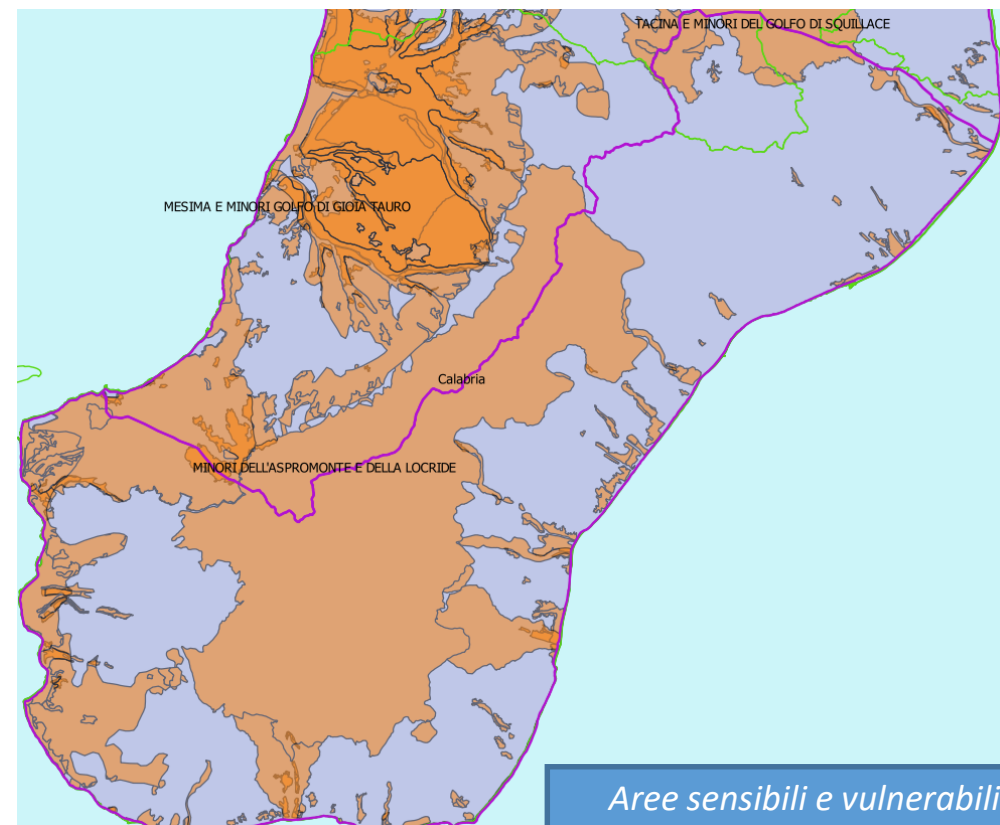 TACINA E MINORI DEL GOLFO DI SQUILLACE
MESIMA E MINORI GOLFO DI GIOIA TAURO
Calabria
MINORI DELL'ASPROMONTE E DELLA LOCRIDE
Aree sensibili e vulnerabili